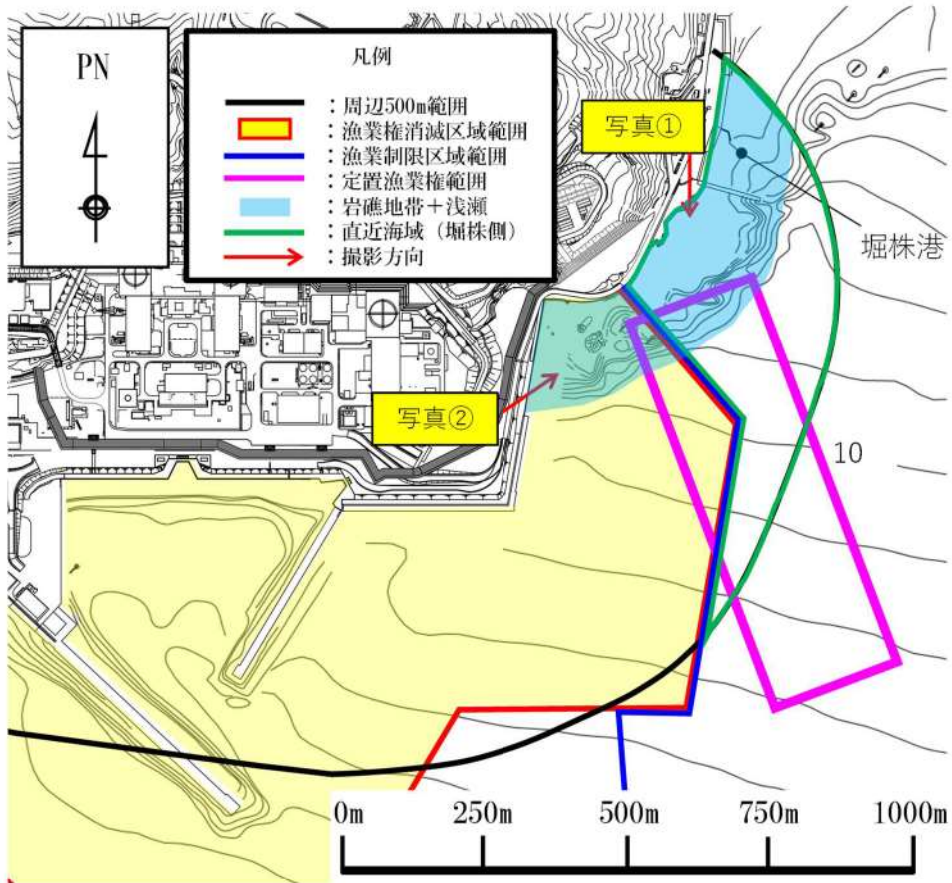 PN
凡例
：周辺500m範囲
：漁業権消滅区域範囲
：漁業制限区域範囲
：定置漁業権範囲
：岩礁地帯＋浅瀬
：直近海域（堀株側）
：撮影方向
写真①
堀株港
写真②
10
0m 250m 500m 750m 1000m